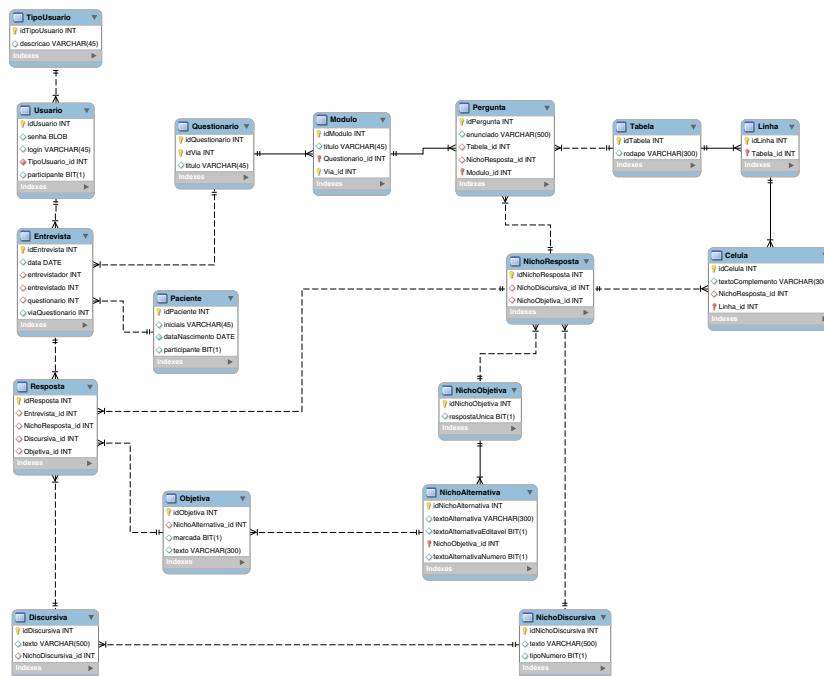 TipoUsuario
idTipoUsuario INT
descricao VARCHAR(45)
Indexes
Usuario
idUsuario INT
senha BLOB
login VARCHAR(45)
TipoUsuario_id INT
participante BIT(1)
Indexes
Questionario
idQuestionario INT
idVia INT
titulo VARCHAR(45)
Indexes
Modulo
idModulo INT
titulo VARCHAR(45)
Questionario_id INT
Via_id INT
Indexes
Pergunta
idPergunta INT
enunciado VARCHAR(500)
Tabela_id INT
NichoResposta_id INT
Modulo_id INT
Indexes
Tabela
idTabela INT
rodape VARCHAR(300)
Indexes
Linha
idLinha INT
Tabela_id INT
Indexes
Entrevista
idEntrevista INT
data DATE
entrevistador INT
entrevistado INT
questionario INT
viaQuestionario INT
Indexes
Paciente
idPaciente INT
iniciais VARCHAR(45)
dataNascimento DATE
participante BIT(1)
Indexes
NichoResposta
idNichoResposta INT
NichoDiscursiva_id INT
NichoObjetiva_id INT
Indexes
Celula
idCelula INT
textoComplemento VARCHAR(300
NichoResposta_id INT
Linha_id INT
Indexes
Resposta
idResposta INT
Entrevista_id INT
NichoResposta_id INT
Discursiva_id INT
Objetiva_id INT
Indexes
NichoObjetiva
idNichoObjetiva INT
respostaUnica BIT(1)
Indexes
Objetiva
idObjetiva INT
NichoAlternativa_id INT
marcada BIT(1)
texto VARCHAR(300)
Indexes
NichoAlternativa
idNichoAlternativa INT
textoAlternativa VARCHAR(300)
textoAlternativaEditavel BIT(1)
NichoObjetiva_id INT
textoAlternativaNumero BIT(1)
Indexes
Discursiva
idDiscursiva INT
texto VARCHAR(500)
NichoDiscursiva_id INT
Indexes
NichoDiscursiva
idNichoDiscursiva INT
texto VARCHAR(500)
tipoNumero BIT(1)
Indexes